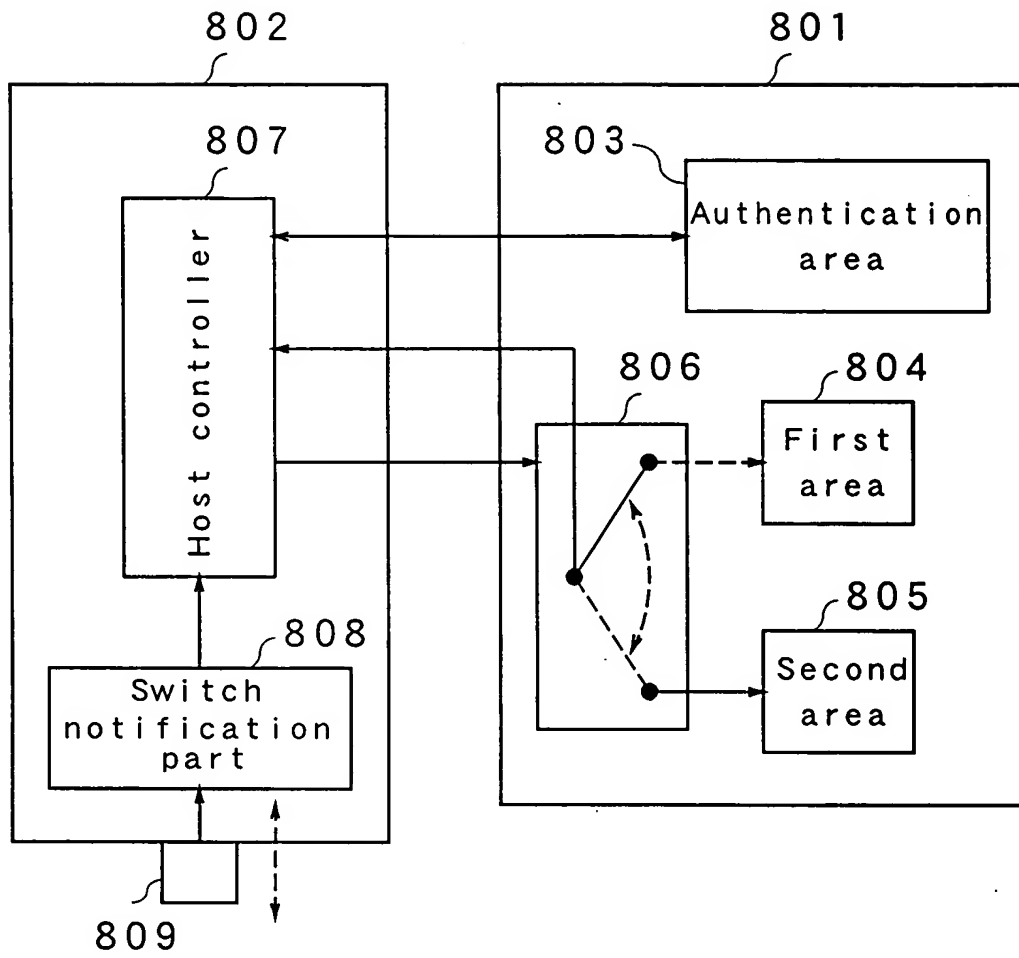 802
801
807
803
Authentication
area
Host controller
806
804
First
area
808
805
Switch
notification
part
Second
area
809